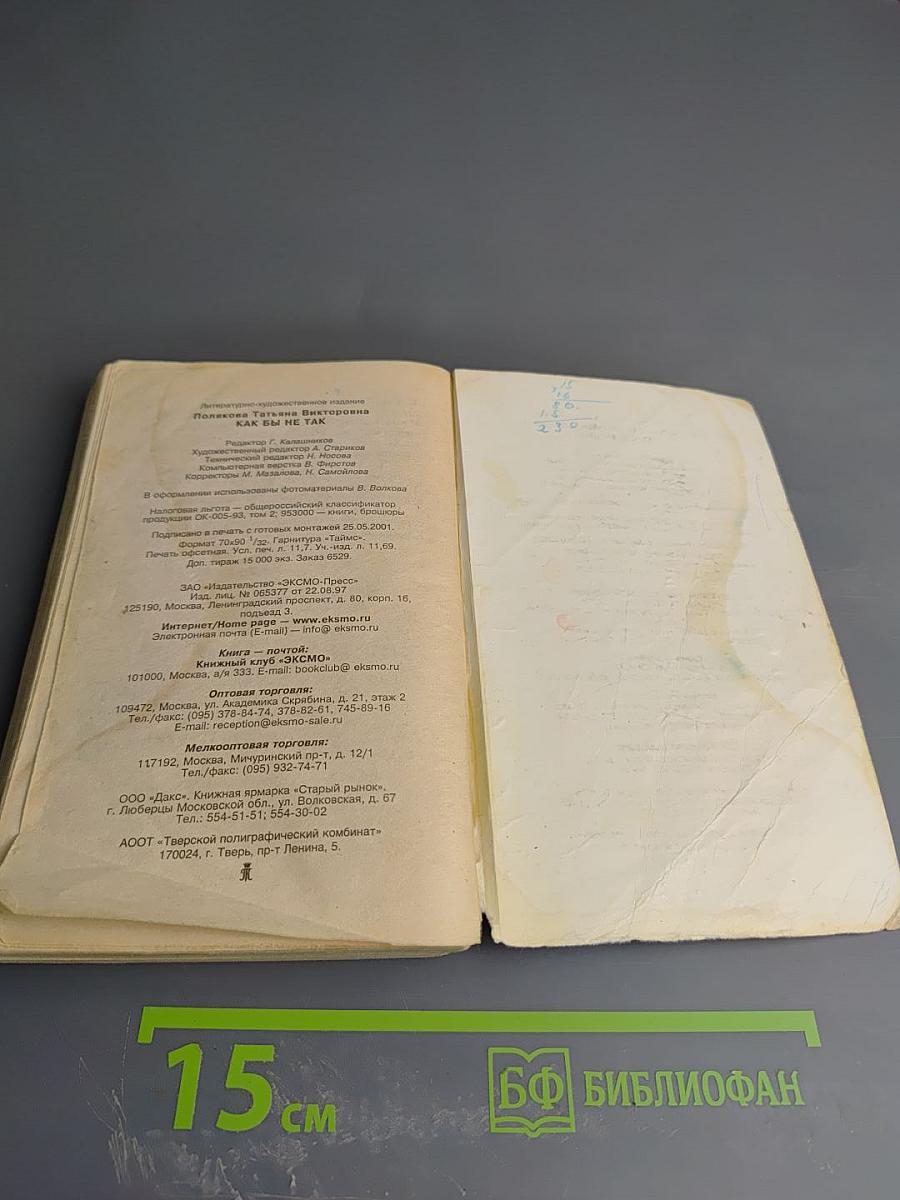 Литературно-художественное издание
Полякова Татьяна Викторовна
КАК БЫ НЕ ТАК
Редактор Г. Калашников
Художественный редактор А. Стариков
Технический редактор Н. Носова
Компьютерная верстка В. Фирстов
Корректоры М. Мазалова, Н. Самойлова
В оформлении использованы фотоматериалы В. Волкова
Налоговая льгота — общероссийский классификатор
продукции ОК-005-93, том 2; 953000 — книги, брошюры
Подписано в печать с готовых монтажей 25.05.2001.
Формат 70x90 1/32. Гарнитура «Таймс».
Печать офсетная. Усл. печ. л. 11,7. Уч.-изд. л. 11,69.
Доп. тираж 15 000 экз. Заказ 6529.
ЗАО «Издательство «ЭКСМО-Пресс»
Изд. лиц. № 065377 от 22.08.97
125190, Москва, Ленинградский проспект, д. 80, корп. 16,
подъезд 3.
Интернет/Home page — www.eksmo.ru
Электронная почта (E-mail) — info@ eksmo.ru
Книга — почтой:
Книжный клуб «ЭКСМО»
101000, Москва, а/я 333. E-mail: bookclub@ eksmo.ru
Оптовая торговля:
109472, Москва, ул. Академика Скрябина, д. 21, этаж 2
Тел./факс: (095) 378-84-74, 378-82-61, 745-89-16
E-mail: reception@eksmo-sale.ru
Мелкооптовая торговля:
117192, Москва, Мичуринский пр-т, д. 12/1
Тел./факс: (095) 932-74-71
ООО «Дакс». Книжная ярмарка «Старый рынок».
г. Люберцы Московской обл., ул. Волковская, д. 67
Тел.: 554-51-51; 554-30-02
АООТ «Тверской полиграфический комбинат»
170024, г. Тверь, пр-т Ленина, 5.
15
230
15 см
БФ БИБЛИОФАН